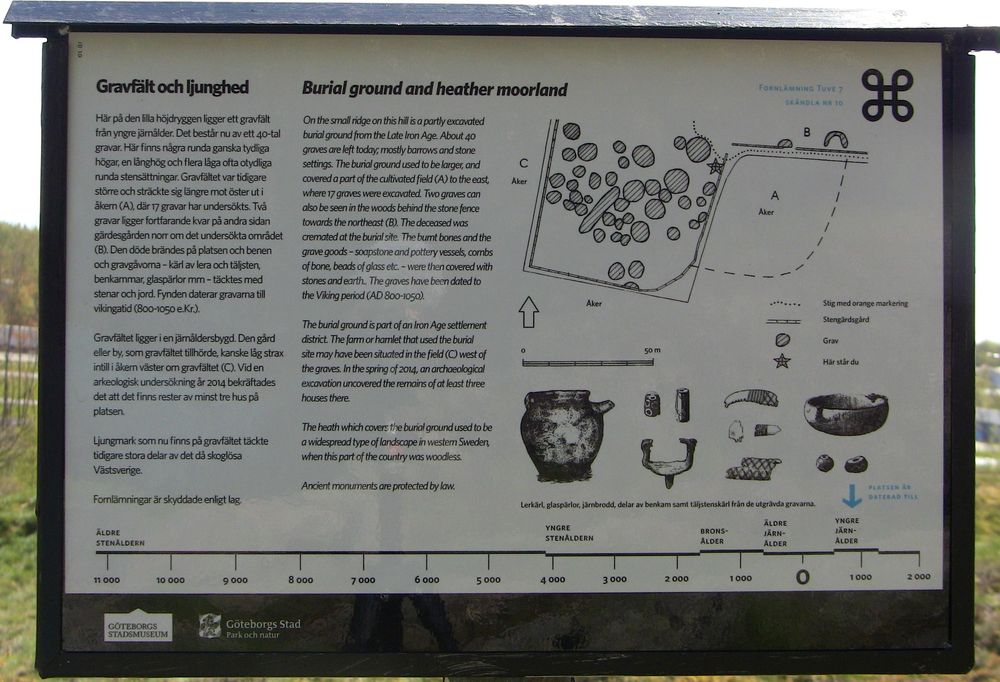 01.07
Gravfält och ljunghed
Här på den lilla höjdryggen ligger ett gravfält
från yngre järnålder. Det består nu av ett 40-tal
gravar. Här finns några runda ganska tydliga
högar, en långhög och flera låga ofta otydliga
runda stensättningar. Gravfältet var tidigare
större och sträckte sig längre mot öster ut i
åkern (A), där 17 gravar har undersökts. Två
gravar ligger fortfarande kvar på andra sidan
gärdesgården norr om det undersökta området
(B). Den döde brändes på platsen och benen
och gravgåvorna – kärl av lera och täljsten,
benkammar, glaspärlor mm – täcktes med
stenar och jord. Fynden daterar gravarna till
vikingatid (800-1050 e.Kr.).
Gravfältet ligger i en järnåldersbygd. Den gård
eller by, som gravfältet tillhörde, kanske låg strax
intill i åkern väster om gravfältet (C). Vid en
arkeologisk undersökning år 2014 bekräftades
det att det finns rester av minst tre hus på
platsen.
Ljungmark som nu finns på gravfältet täckte
tidigare stora delar av det då skoglösa
Västsverige.
Fornlämningar är skyddade enligt lag.
Burial ground and heather moorland
On the small ridge on this hill is a partly excavated
burial ground from the Late Iron Age. About 40
graves are left today; mostly barrows and stone
settings. The burial ground used to be larger, and
covered a part of the cultivated field (A) to the east,
where 17 graves were excavated. Two graves can
also be seen in the woods behind the stone fence
towards the northeast (B). The deceased was
cremated at the burial site. The burnt bones and the
grave goods – soapstone and pottery vessels, combs
of bone, beads of glass etc. – were then covered with
stones and earth.. The graves have been dated to
the Viking period (AD 800-1050).
The burial ground is part of an Iron Age settlement
district. The farm or hamlet that used the burial
site may have been situated in the field (C) west of
the graves. In the spring of 2014, an archaeological
excavation uncovered the remains of at least three
houses there.
The heath which covers the burial ground used to be
a widespread type of landscape in western Sweden,
when this part of the country was woodless.
Ancient monuments are protected by law.
FORNLÄMNING TUVE 7
SKÄNDLA NR 10
C
Åker
B
A
Åker
Åker
Stig med orange markering
Stengärdsgård
Grav
Här står du
0 50 m
Lerkärl, glaspärlor, järnbrodd, delar av benkam samt täljstenskärl från de utgrävda gravarna.
PLATSEN ÄR
DATERAD TILL
ÄLDRE
STENÅLDERN
YNGRE
STENÅLDERN
BRONS-
ÅLDER
ÄLDRE
JÄRN-
ÅLDER
YNGRE
JÄRN-
ÅLDER
11 000 10 000 9 000 8 000 7 000 6 000 5 000 4 000 3 000 2 000 1 000 0 1 000 2 000
GÖTEBORGS
STADSMUSEUM
Göteborgs Stad
Park och natur